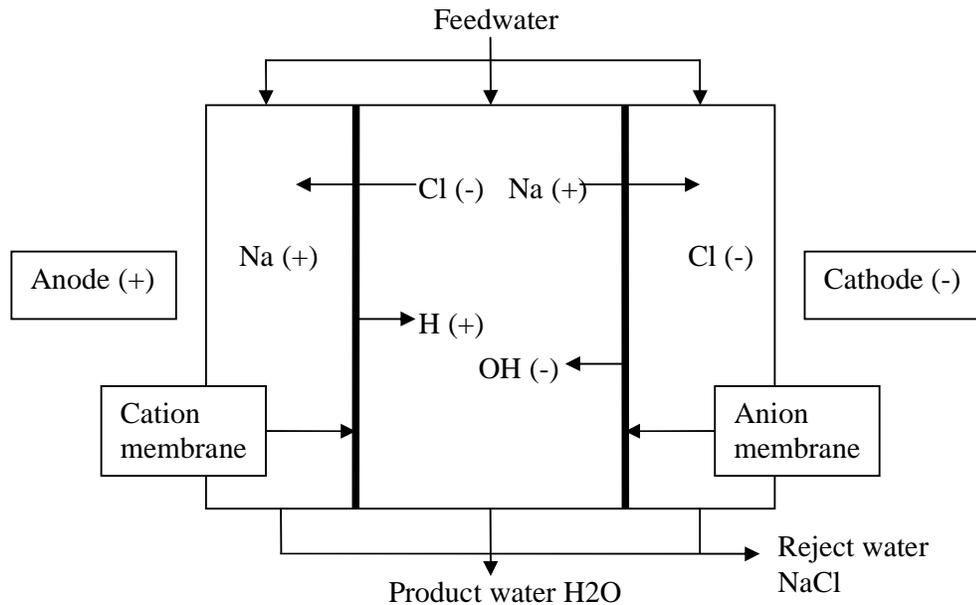 Feedwater
Cl (-)
Na (+)
Na (+)
Cl (-)
Anode (+)
Cathode (-)
H (+)
OH (-)
Cation
membrane
Anion
membrane
Reject water
NaCl
Product water H2O